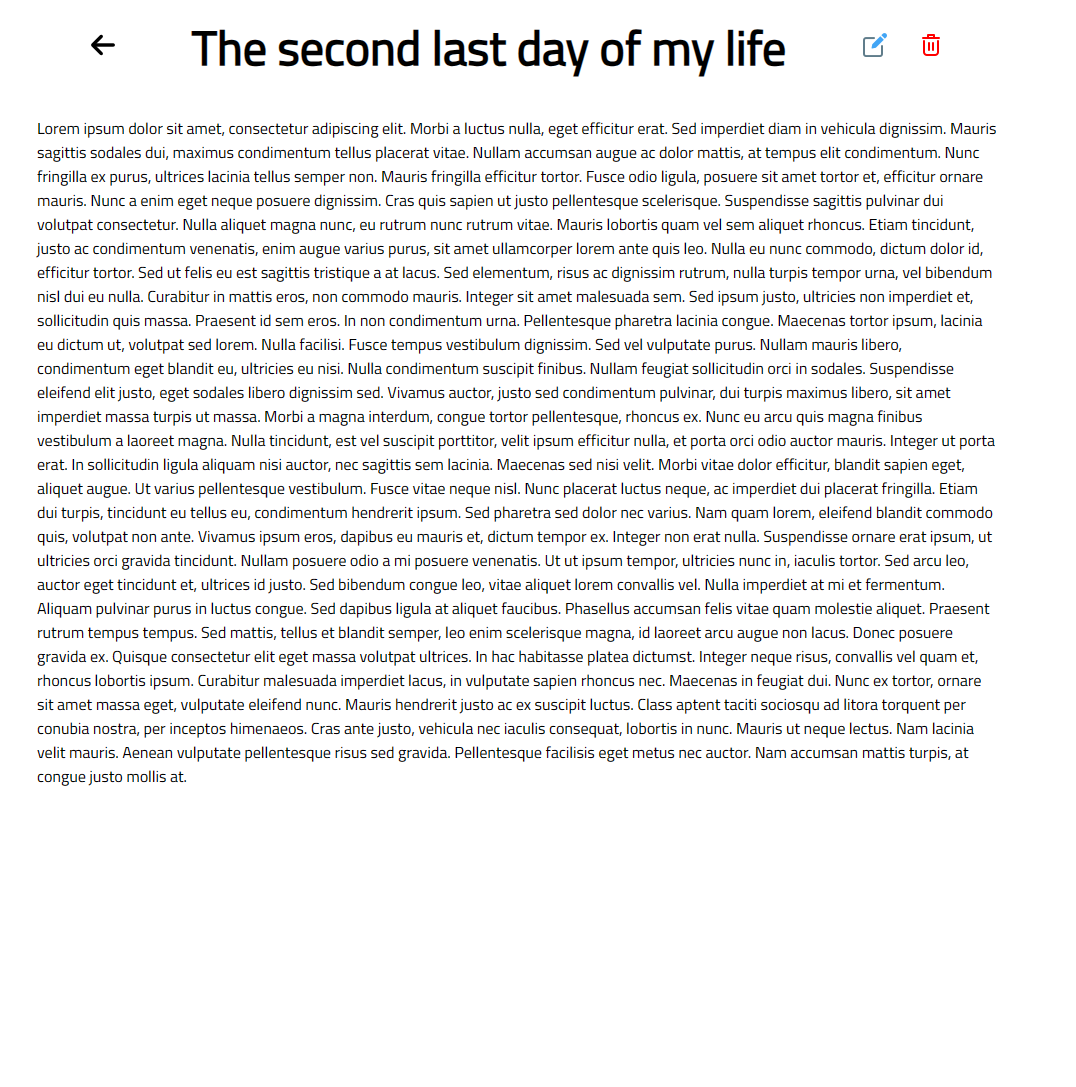 The second last day of my life
Lorem ipsum dolor sit amet, consectetur adipiscing elit. Morbi a luctus nulla, eget efficitur erat. Sed imperdiet diam in vehicula dignissim. Mauris
sagittis sodales dui, maximus condimentum tellus placerat vitae. Nullam accumsan augue ac dolor mattis, at tempus elit condimentum. Nunc
fringilla ex purus, ultrices lacinia tellus semper non. Mauris fringilla efficitur tortor. Fusce odio ligula, posuere sit amet tortor et, efficitur ornare
mauris. Nunc a enim eget neque posuere dignissim. Cras quis sapien ut justo pellentesque scelerisque. Suspendisse sagittis pulvinar dui
volutpat consectetur. Nulla aliquet magna nunc, eu rutrum nunc rutrum vitae. Mauris lobortis quam vel sem aliquet rhoncus. Etiam tincidunt,
justo ac condimentum venenatis, enim augue varius purus, sit amet ullamcorper lorem ante quis leo. Nulla eu nunc commodo, dictum dolor id,
efficitur tortor. Sed ut felis eu est sagittis tristique a at lacus. Sed elementum, risus ac dignissim rutrum, nulla turpis tempor urna, vel bibendum
nisl dui eu nulla. Curabitur in mattis eros, non commodo mauris. Integer sit amet malesuada sem. Sed ipsum justo, ultricies non imperdiet et,
sollicitudin quis massa. Praesent id sem eros. In non condimentum urna. Pellentesque pharetra lacinia congue. Maecenas tortor ipsum, lacinia
eu dictum ut, volutpat sed lorem. Nulla facilisi. Fusce tempus vestibulum dignissim. Sed vel vulputate purus. Nullam mauris libero,
condimentum eget blandit eu, ultricies eu nisi. Nulla condimentum suscipit finibus. Nullam feugiat sollicitudin orci in sodales. Suspendisse
eleifend elit justo, eget sodales libero dignissim sed. Vivamus auctor, justo sed condimentum pulvinar, dui turpis maximus libero, sit amet
imperdiet massa turpis ut massa. Morbi a magna interdum, congue tortor pellentesque, rhoncus ex. Nunc eu arcu quis magna finibus
vestibulum a laoreet magna. Nulla tincidunt, est vel suscipit porttitor, velit ipsum efficitur nulla, et porta orci odio auctor mauris. Integer ut porta
erat. In sollicitudin ligula aliquam nisi auctor, nec sagittis sem lacinia. Maecenas sed nisi velit. Morbi vitae dolor efficitur, blandit sapien eget,
aliquet augue. Ut varius pellentesque vestibulum. Fusce vitae neque nisl. Nunc placerat luctus neque, ac imperdiet dui placerat fringilla. Etiam
dui turpis, tincidunt eu tellus eu, condimentum hendrerit ipsum. Sed pharetra sed dolor nec varius. Nam quam lorem, eleifend blandit commodo
quis, volutpat non ante. Vivamus ipsum eros, dapibus eu mauris et, dictum tempor ex. Integer non erat nulla. Suspendisse ornare erat ipsum, ut
ultricies orci gravida tincidunt. Nullam posuere odio a mi posuere venenatis. Ut ut ipsum tempor, ultricies nunc in, iaculis tortor. Sed arcu leo,
auctor eget tincidunt et, ultrices id justo. Sed bibendum congue leo, vitae aliquet lorem convallis vel. Nulla imperdiet at mi et fermentum.
Aliquam pulvinar purus in luctus congue. Sed dapibus ligula at aliquet faucibus. Phasellus accumsan felis vitae quam molestie aliquet. Praesent
rutrum tempus tempus. Sed mattis, tellus et blandit semper, leo enim scelerisque magna, id laoreet arcu augue non lacus. Donec posuere
gravida ex. Quisque consectetur elit eget massa volutpat ultrices. In hac habitasse platea dictumst. Integer neque risus, convallis vel quam et,
rhoncus lobortis ipsum. Curabitur malesuada imperdiet lacus, in vulputate sapien rhoncus nec. Maecenas in feugiat dui. Nunc ex tortor, ornare
sit amet massa eget, vulputate eleifend nunc. Mauris hendrerit justo ac ex suscipit luctus. Class aptent taciti sociosqu ad litora torquent per
conubia nostra, per inceptos himenaeos. Cras ante justo, vehicula nec iaculis consequat, lobortis in nunc. Mauris ut neque lectus. Nam lacinia
velit mauris. Aenean vulputate pellentesque risus sed gravida. Pellentesque facilisis eget metus nec auctor. Nam accumsan mattis turpis, at
congue justo mollis at.